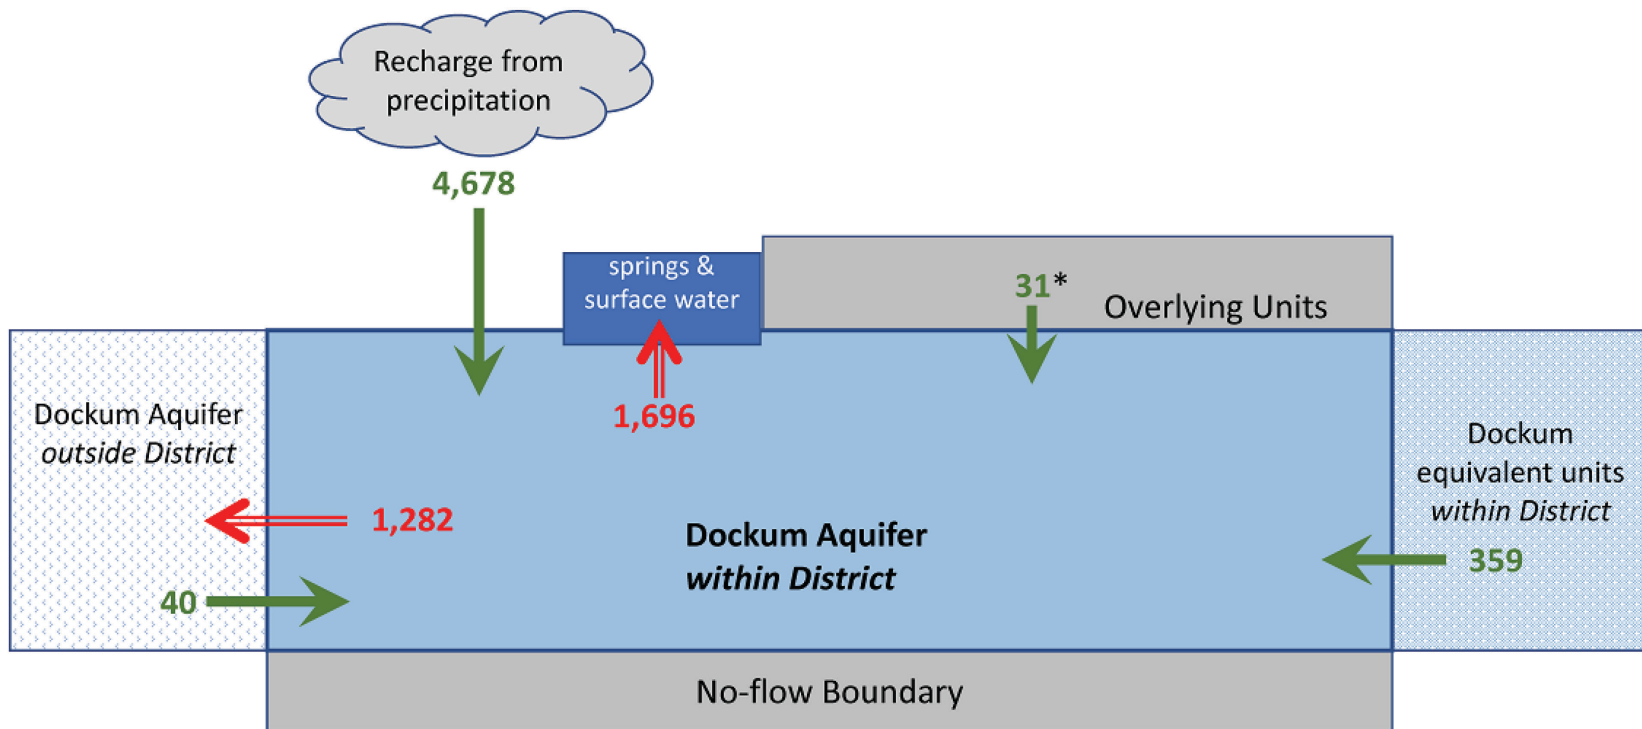 Recharge from
precipitation
4,678
springs &
surface water
31*
Overlying Units
1,696
Dockum Aquifer
outside District
1,282
40
Dockum Aquifer
within District
Dockum
equivalent units
within District
359
No-flow Boundary